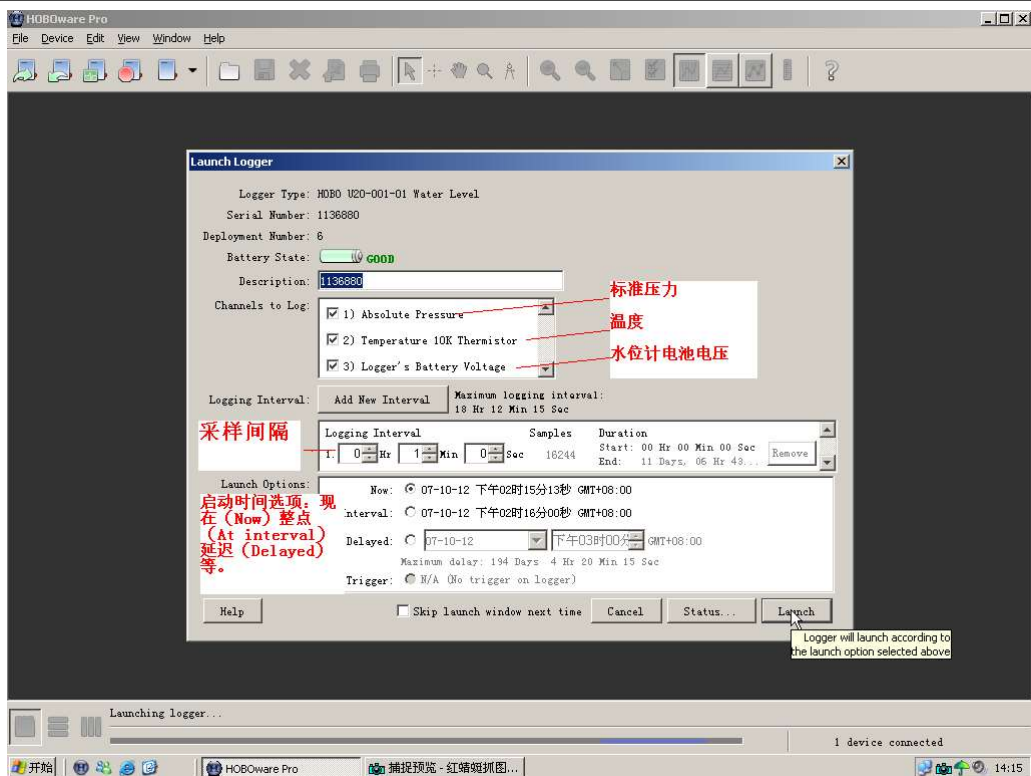 HOBOware Pro
File Device Edit View Window Help
Launch Logger
Logger Type: HOBO U20-001-01 Water Level
Serial Number: 1136880
Deployment Number: 6
Battery State: GOOD
Description: 1136880
Channels to Log:
1) Absolute Pressure
2) Temperature 10K Thermistor
3) Logger's Battery Voltage
标准压力
温度
水位计电池电压
Logging Interval: Add New Interval Maximum logging interval:
18 Hr 12 Min 15 Sec
采样间隔
Logging Interval Samples Duration
1. 0 Hr 1 Min 0 Sec 16244 Start: 00 Hr 00 Min 00 Sec Remove
End: 11 Days, 06 Hr 43...
Launch Options:
启动时间选项：现
在（Now）整点
（At interval）
延迟（Delayed）
等。
Now: 07-10-12 下午02时15分13秒 GMT+08:00
nterval: 07-10-12 下午02时16分00秒 GMT+08:00
Delayed: 07-10-12 下午03时00分 GMT+08:00
Maximum delay: 194 Days 4 Hr 20 Min 15 Sec
Trigger: N/A (No trigger on logger)
Help Skip launch window next time Cancel Status... Launch
Logger will launch according to
the launch option selected above
Launching logger...
1 device connected
开始 HOBOware Pro 捕捉预览 - 红蜻蜓抓图... 14:15